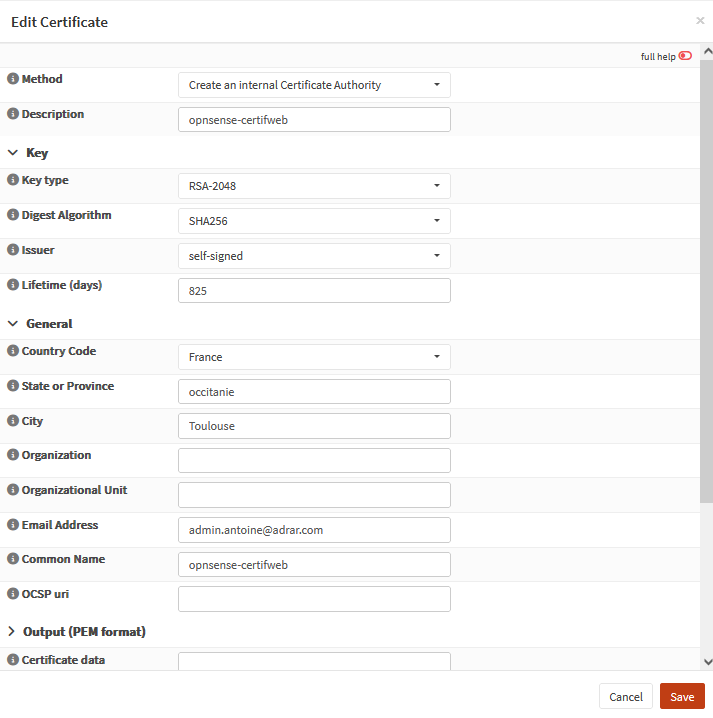 Edit Certificate ×
full help
Method Create an internal Certificate Authority
Description opnsense-certifweb
Key
Key type RSA-2048
Digest Algorithm SHA256
Issuer self-signed
Lifetime (days) 825
General
Country Code France
State or Province occitanie
City Toulouse
Organization
Organizational Unit
Email Address admin.antoine@adrar.com
Common Name opnsense-certifweb
OCSP uri
Output (PEM format)
Certificate data
Cancel Save